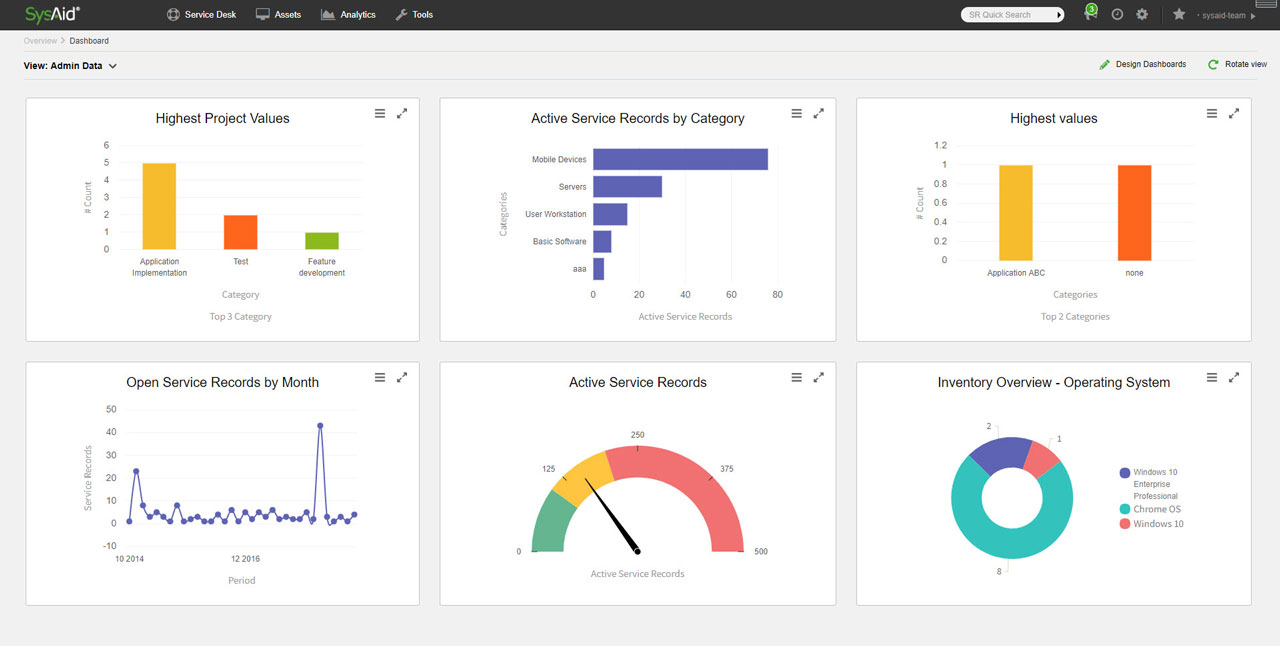 SysAid®
Service Desk
Assets
Analytics
Tools
SR Quick Search
3
sysaid-team
Overview > Dashboard
View: Admin Data
Design Dashboards
Rotate view
Highest Project Values
6
5
4
3
2
1
0
# Count
Application
Implementation
Test
Feature
development
Category
Top 3 Category
Active Service Records by Category
Categories
Mobile Devices
Servers
User Workstation
Basic Software
aaa
0
20
40
60
80
Active Service Records
Highest values
1.2
1
0.8
0.6
0.4
0.2
0
# Count
Application ABC
none
Categories
Top 2 Categories
Open Service Records by Month
50
40
30
20
10
0
-10
Service Records
10 2014
12 2016
Period
Active Service Records
0
125
250
375
500
Active Service Records
Inventory Overview - Operating System
2
1
8
Windows 10
Enterprise
Professional
Chrome OS
Windows 10